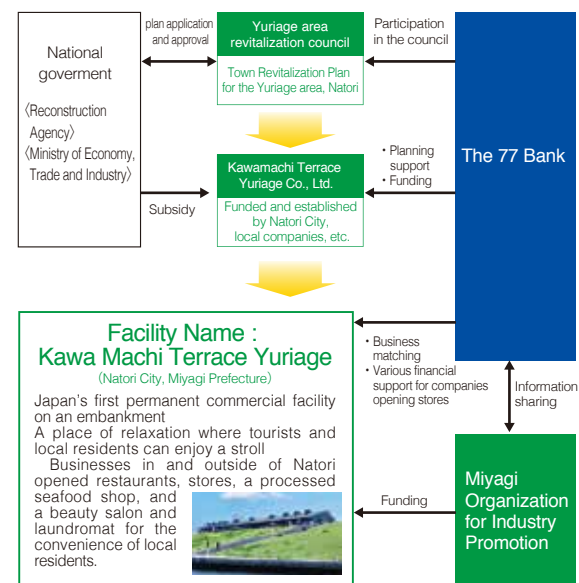 National
goverment
〈Reconstruction
Agency〉
〈Ministry of Economy,
Trade and Industry〉
plan application
and approval
Yuriage area
revitalization council
Town Revitalization Plan
for the Yuriage area, Natori
Participation
in the council
The 77 Bank
Subsidy
Kawamachi Terrace
Yuriage Co., Ltd.
Funded and established
by Natori City,
local companies, etc.
・Planning
support
・Funding
Facility Name :
Kawa Machi Terrace Yuriage
(Natori City, Miyagi Prefecture)
Japan's first permanent commercial facility
on an embankment
A place of relaxation where tourists and
local residents can enjoy a stroll
Businesses in and outside of Natori
opened restaurants, stores, a processed
seafood shop, and
a beauty salon and
laundromat for the
convenience of local
residents.
・Business
matching
・Various financial
support for companies
opening stores
Information
sharing
Funding
Miyagi
Organization
for Industry
Promotion